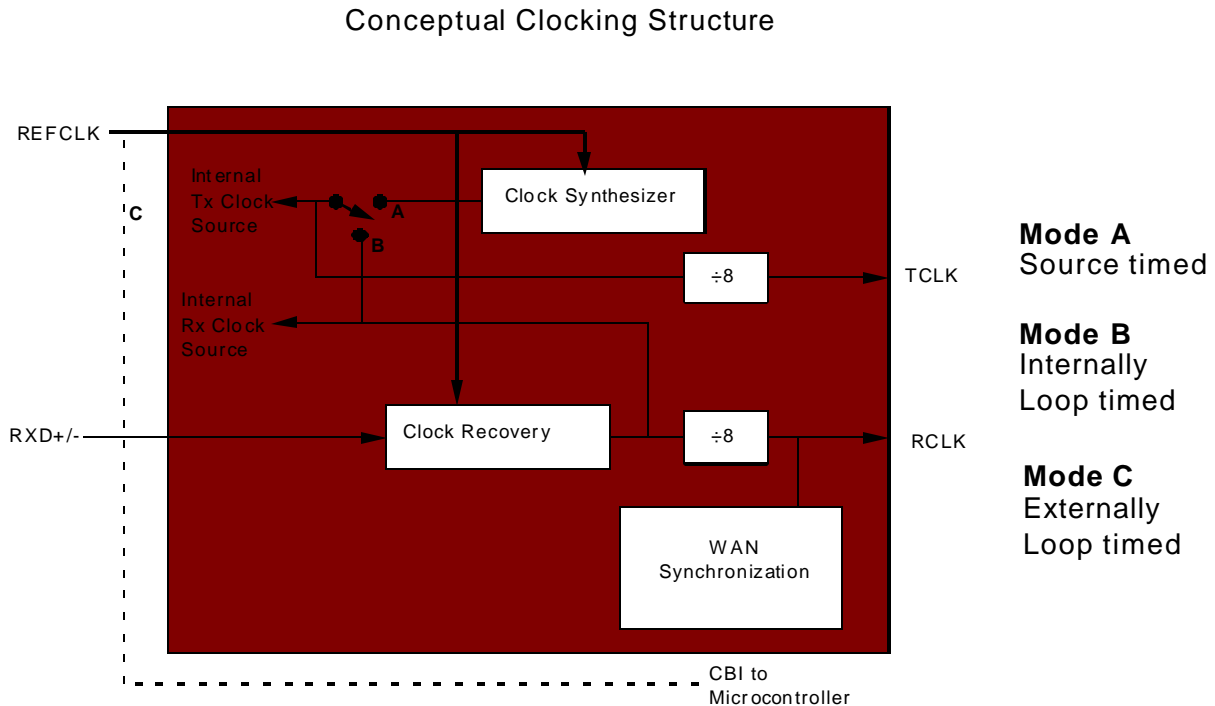 Conceptual Clocking Structure
REFCLK
Internal
Tx Clock
Source
C
A
B
Clock Synthesizer
÷8
TCLK
Internal
Rx Clock
Source
RXD+/-
Clock Recovery
÷8
RCLK
WAN
Synchronization
CBI to
Microcontroller
Mode A
Source timed
Mode B
Internally
Loop timed
Mode C
Externally
Loop timed